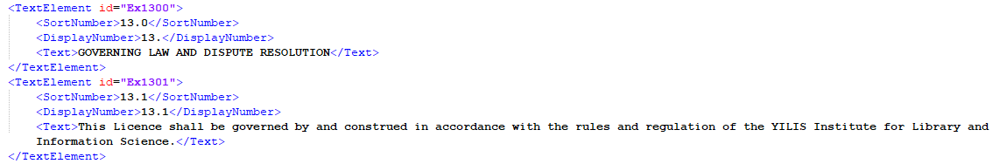 <TextElement id="Ex1300">
<SortNumber>13.0</SortNumber>
<DisplayNumber>13.</DisplayNumber>
<Text>GOVERNING LAW AND DISPUTE RESOLUTION</Text>
</TextElement>
<TextElement id="Ex1301">
<SortNumber>13.1</SortNumber>
<DisplayNumber>13.1</DisplayNumber>
<Text>This Licence shall be governed by and construed in accordance with the rules and regulation of the YILIS Institute for Library and
Information Science.</Text>
</TextElement>